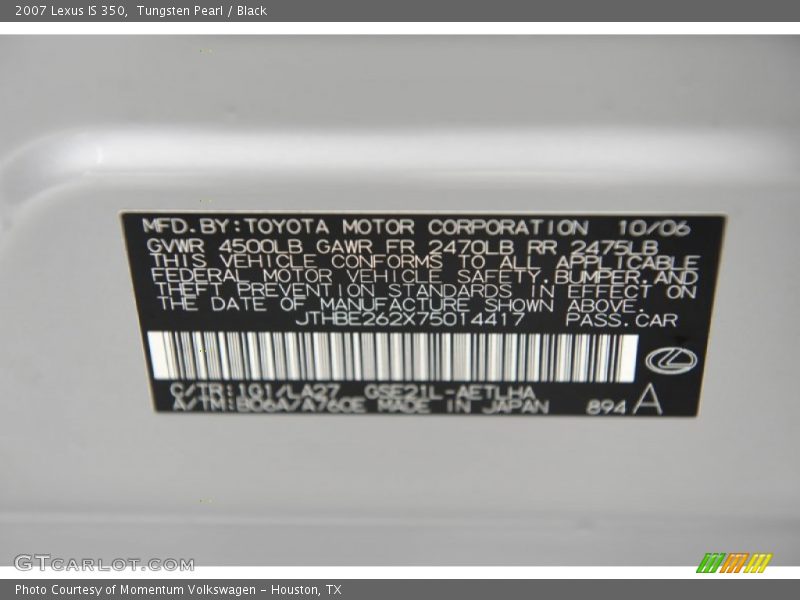 2007 Lexus IS 350,  Tungsten Pearl / Black
MFD.BY:TOYOTA MOTOR CORPORATION 10/06
GVWR 4500LB GAWR FR 2470LB RR 2475LB
THIS VEHICLE CONFORMS TO ALL APPLICABLE
FEDERAL MOTOR VEHICLE SAFETY,BUMPER,AND
THEFT PREVENTION STANDARDS IN EFFECT ON
THE DATE OF MANUFACTURE SHOWN ABOVE.
JTHBE262X75014417 PASS.CAR
C/TR:1G1/LA27 GSE21L-AETLHA
A/TM:B06A/A760E MADE IN JAPAN 894 A
GTCARLOT.COM
Photo Courtesy of Momentum Volkswagen – Houston, TX